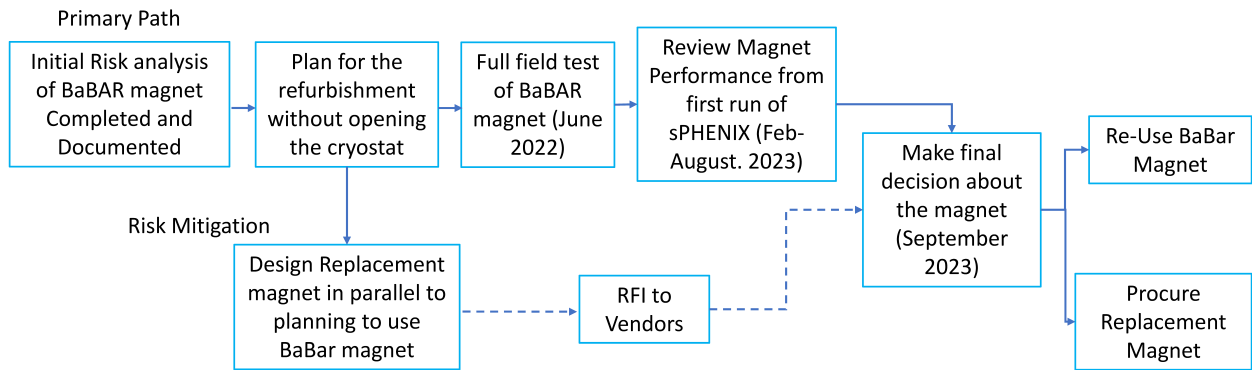 Primary Path
Initial Risk analysis
of BaBAR magnet
Completed and
Documented
Plan for the
refurbishment
without opening
the cryostat
Full field test
of BaBAR
magnet (June
2022)
Review Magnet
Performance from
first run of
sPHENIX (Feb-
August. 2023)
Make final
decision about
the magnet
(September
2023)
Re-Use BaBar
Magnet
Procure
Replacement
Magnet
Risk Mitigation
Design Replacement
magnet in parallel to
planning to use
BaBar magnet
RFI to
Vendors